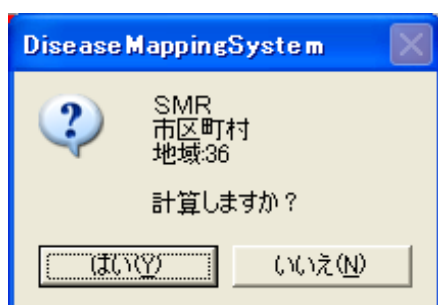 DiseaseMappingSystem
SMR
市区町村
地域:36
計算しますか？
はい(Y)
いいえ(N)